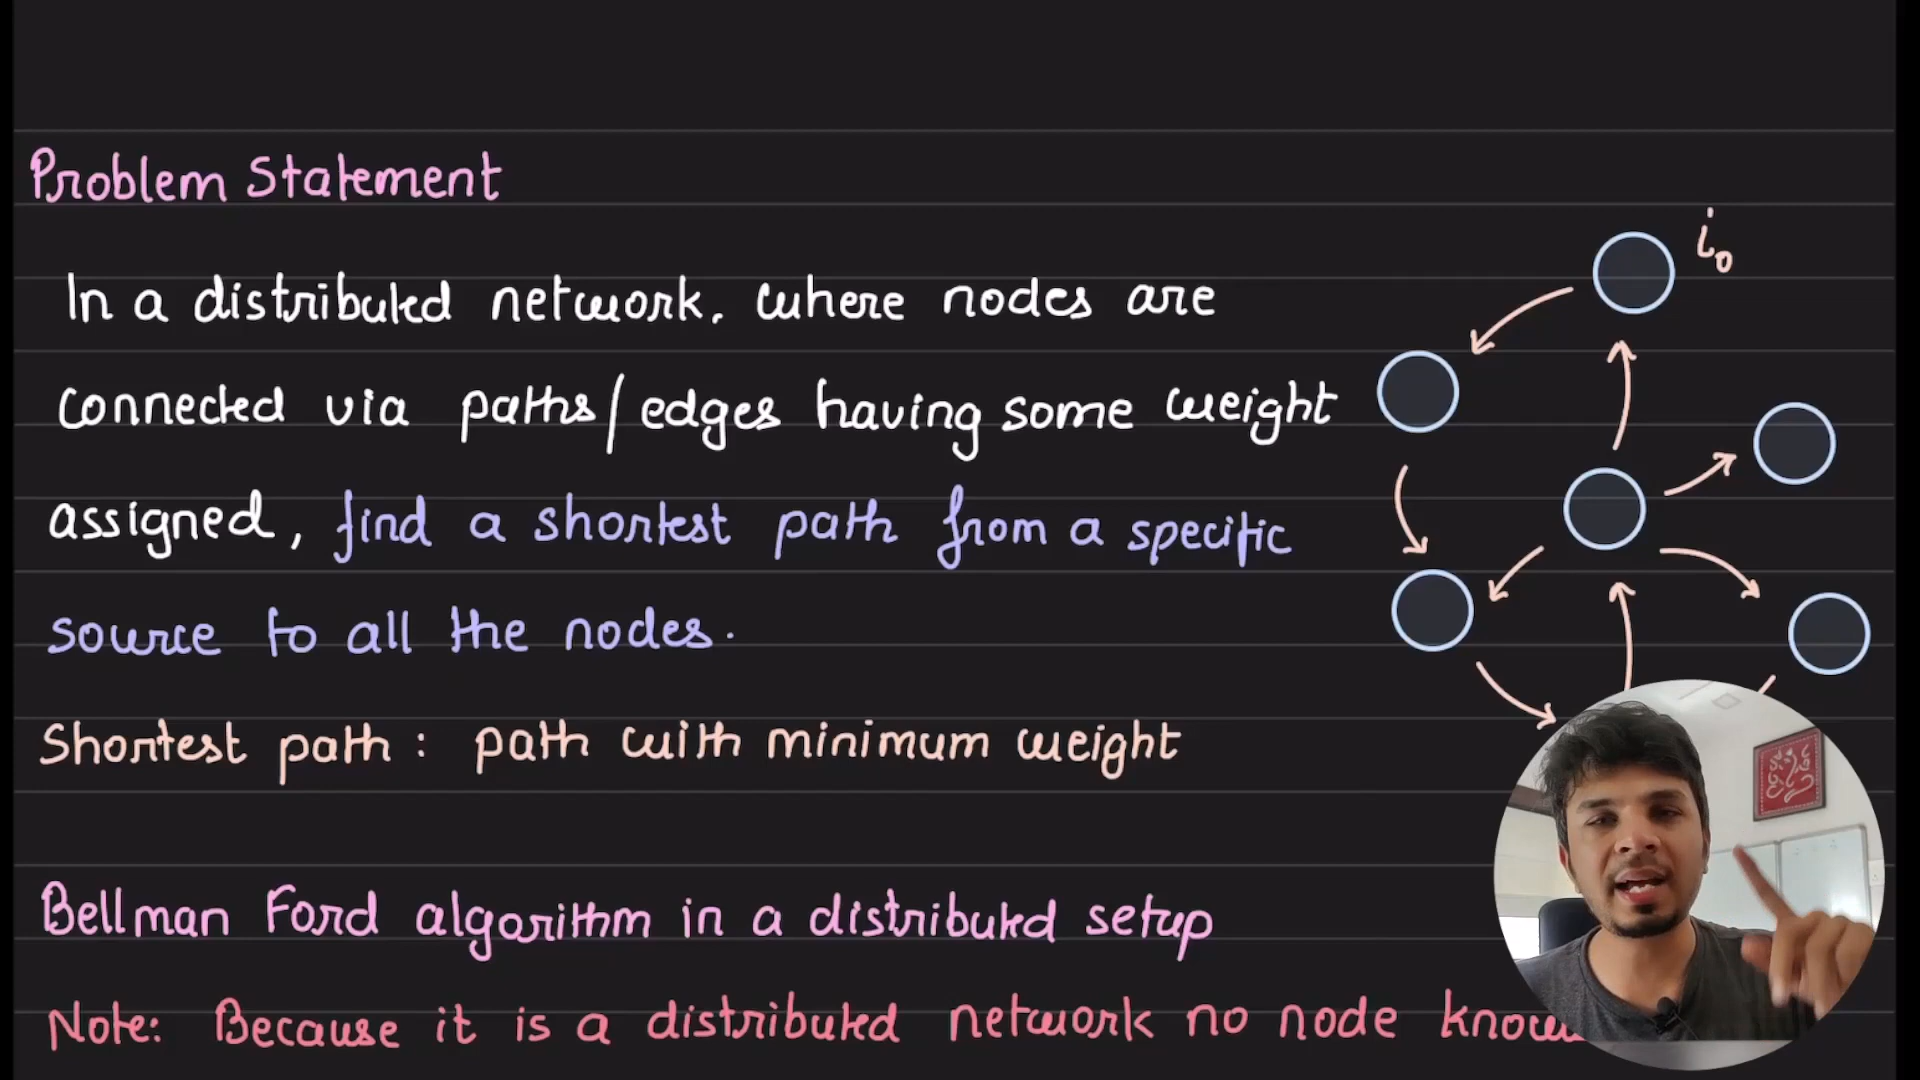 Problem Statement
i₀
In a distributed network, where nodes are
connected via paths/edges having some weight
assigned, find a shortest path from a specific
source to all the nodes.
Shortest path: path with minimum weight
Bellman Ford algorithm in a distributed setup
Note: Because it is a distributed network no node